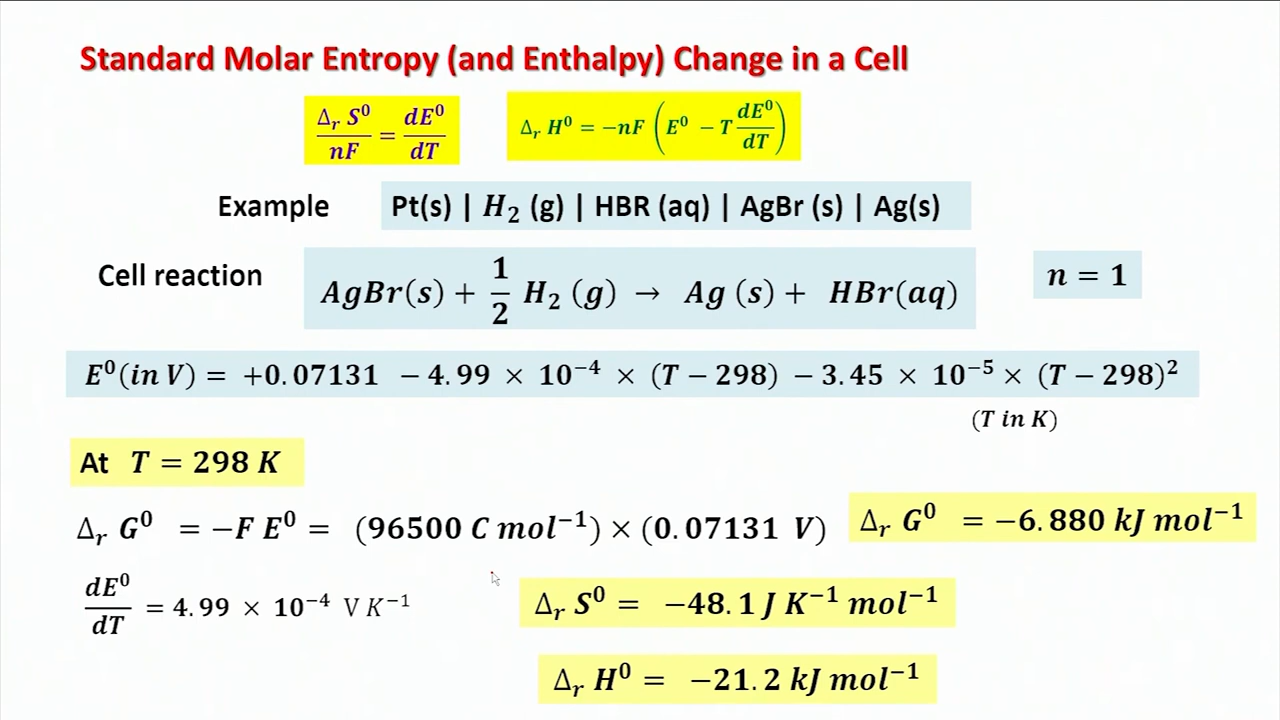 Standard Molar Entropy (and Enthalpy) Change in a Cell
Δᵣ S⁰ / nF = dE⁰ / dT
Δᵣ H⁰ = −nF (E⁰ − T dE⁰/dT)
Example Pt(s) | H₂ (g) | HBR (aq) | AgBr (s) | Ag(s)
Cell reaction AgBr(s) + 1/2 H₂ (g) → Ag (s) + HBr(aq) n = 1
E⁰(in V) = +0.07131 − 4.99 × 10⁻⁴ × (T − 298) − 3.45 × 10⁻⁵ × (T − 298)²
(T in K)
At T = 298 K
Δᵣ G⁰ = −F E⁰ = (96500 C mol⁻¹) × (0.07131 V) Δᵣ G⁰ = −6.880 kJ mol⁻¹
dE⁰/dT = 4.99 × 10⁻⁴ V K⁻¹ Δᵣ S⁰ = −48.1 J K⁻¹ mol⁻¹
Δᵣ H⁰ = −21.2 kJ mol⁻¹